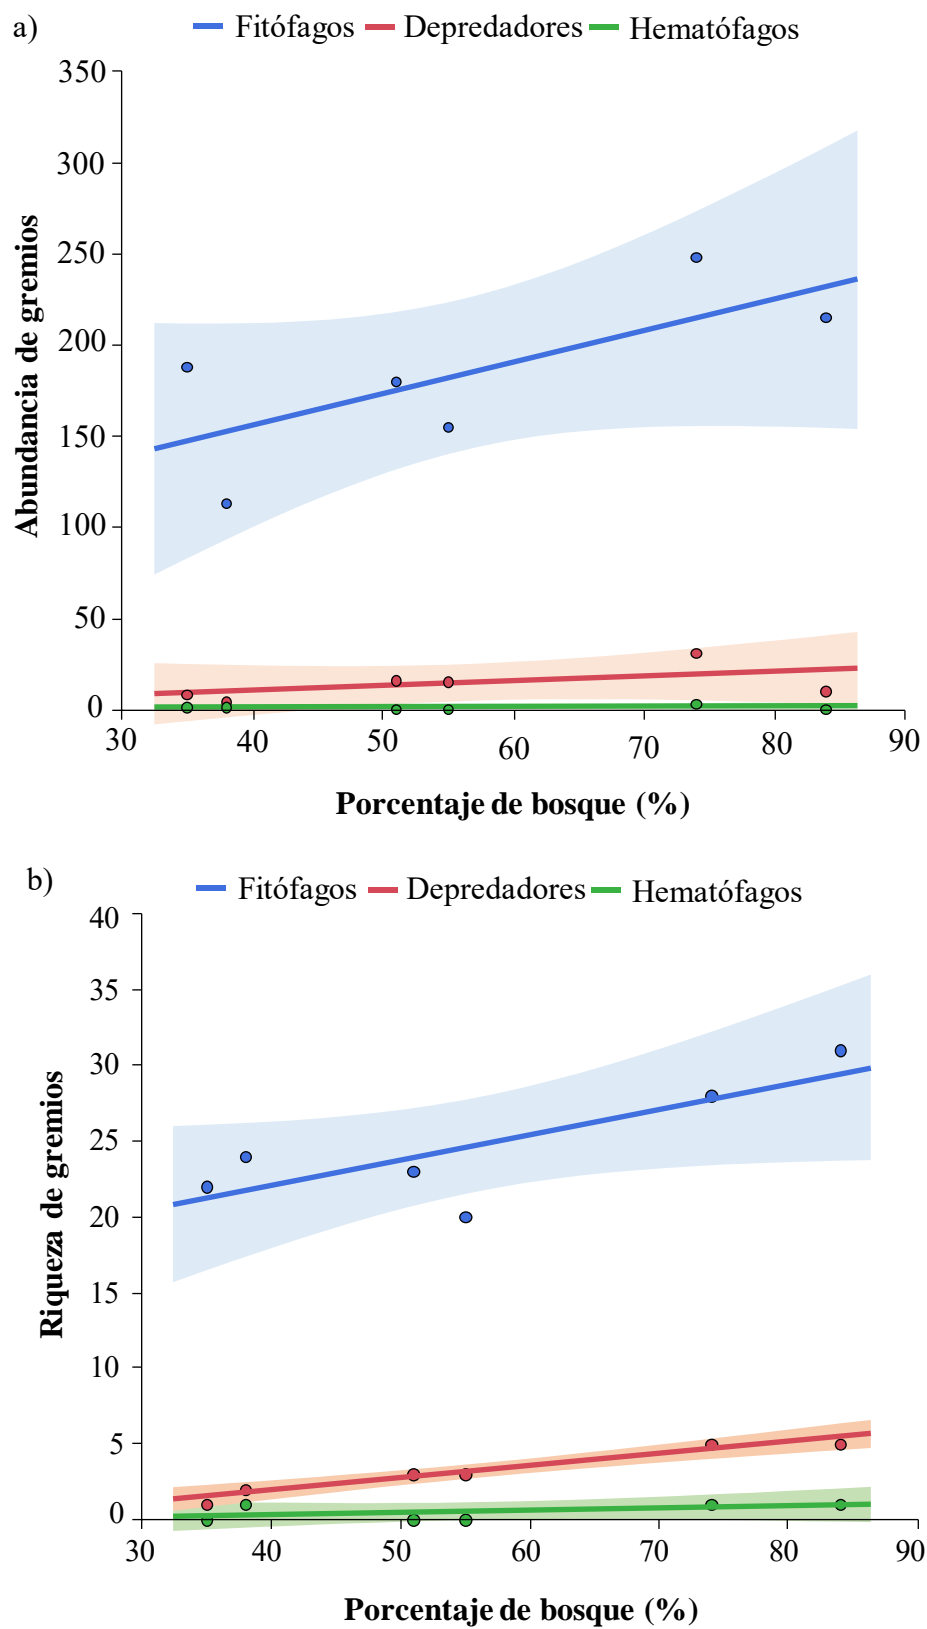 a)
Fitófagos Depredadores Hematófagos
350
300
250
200
150
100
50
0
Abundancia de gremios
30 40 50 60 70 80 90
Porcentaje de bosque (%)
b)
Fitófagos Depredadores Hematófagos
40
35
30
25
20
15
10
5
0
Riqueza de gremios
30 40 50 60 70 80 90
Porcentaje de bosque (%)